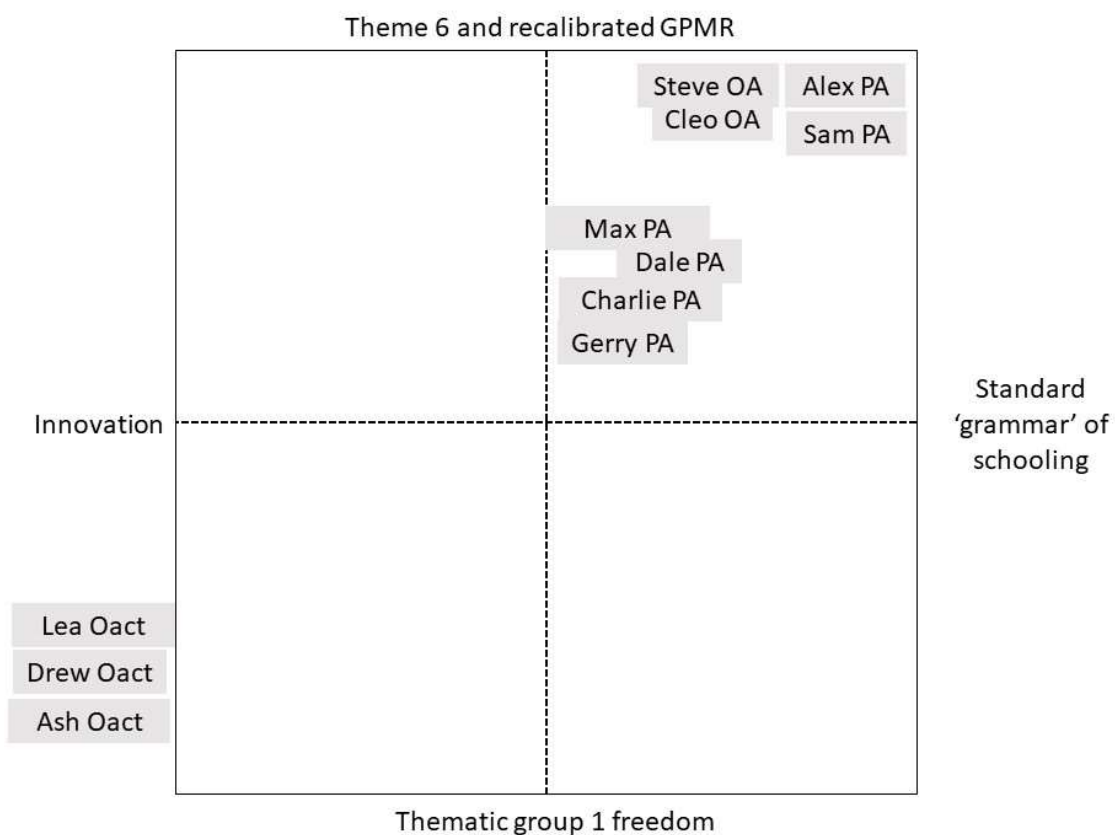 Theme 6 and recalibrated GPMR
Steve OA
Alex PA
Cleo OA
Sam PA
Max PA
Dale PA
Charlie PA
Gerry PA
Innovation
Standard
‘grammar’ of
schooling
Lea Oact
Drew Oact
Ash Oact
Thematic group 1 freedom